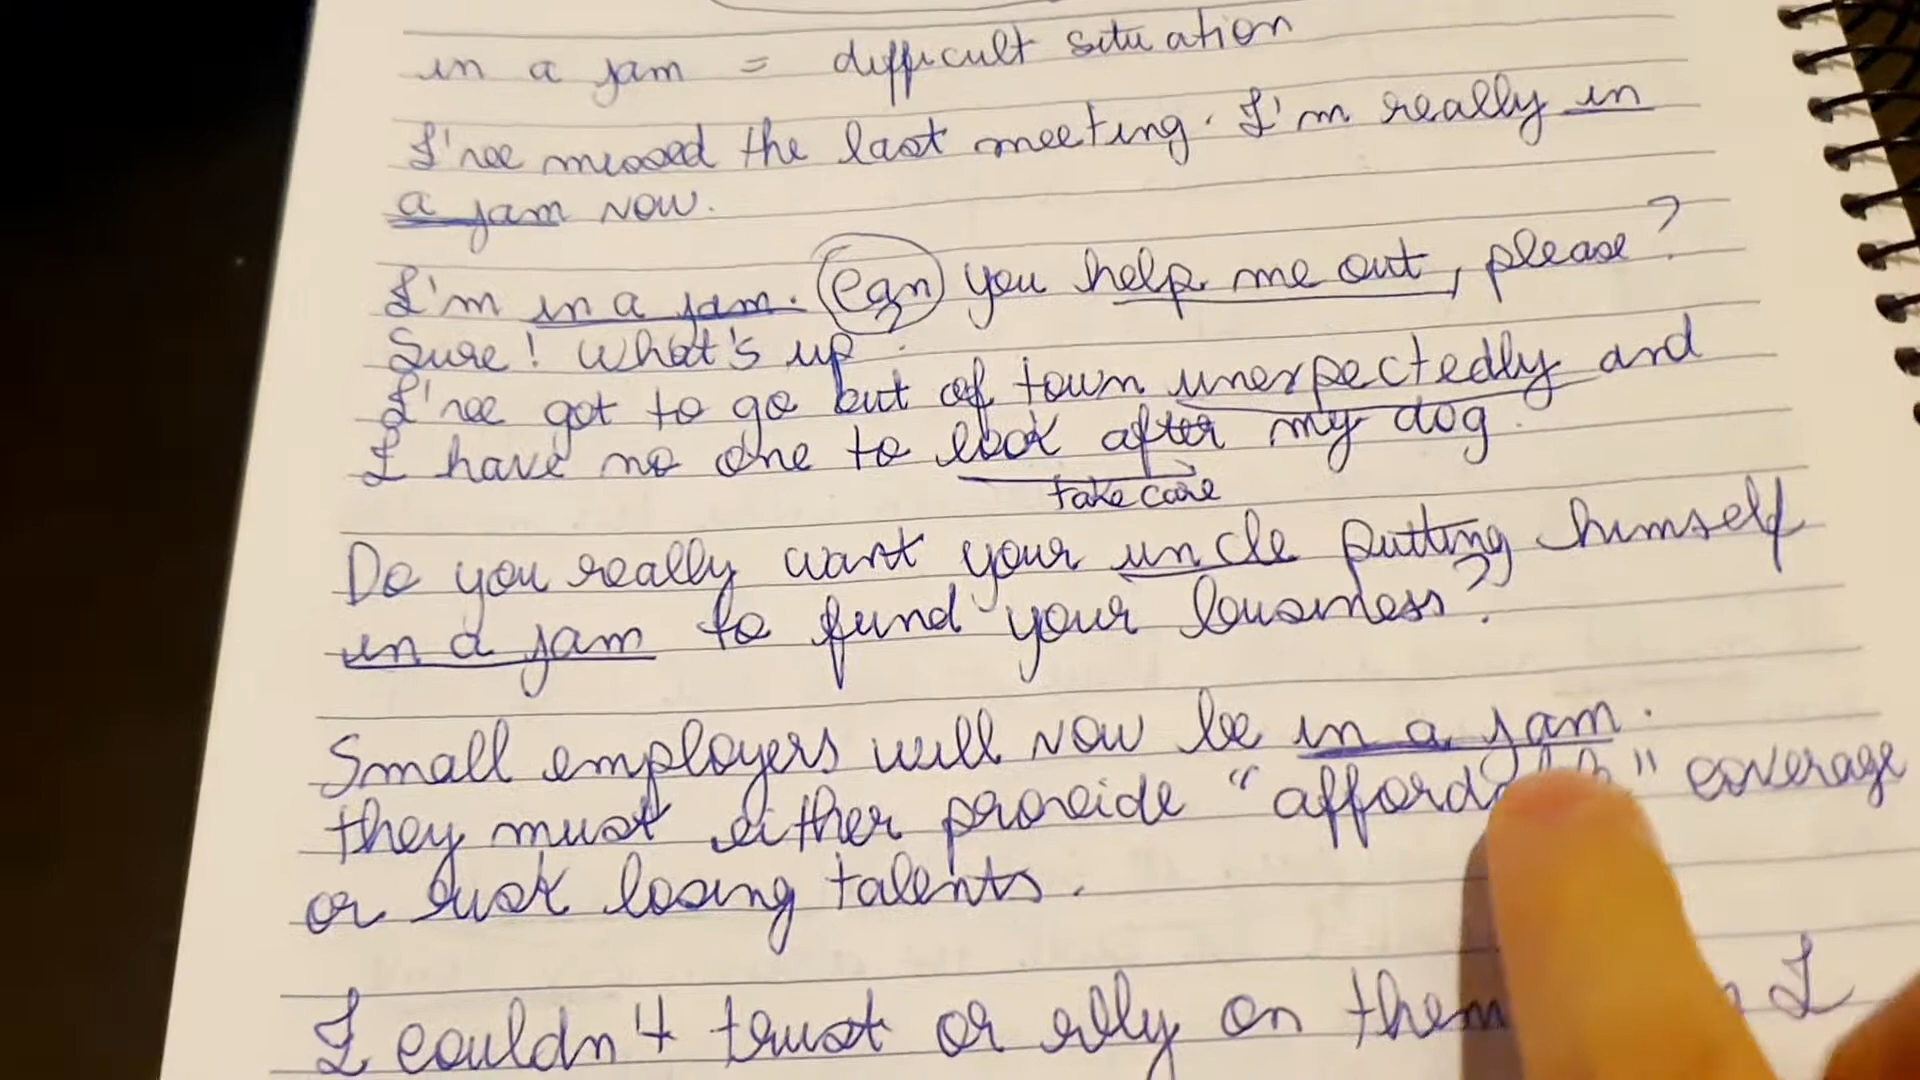 in a jam = difficult situation
I've missed the last meeting. I'm really in
a jam now.
I'm in a jam. Can you help me out, please?
Sure! What's up?
I've got to go out of town unexpectedly and
I have no one to look after my dog.
take care
Do you really want your uncle putting himself
in a jam to fund your business?
Small employers will now be in a jam.
they must either provide "afford" coverage
or risk losing talents.
I couldn't trust or rely on them I